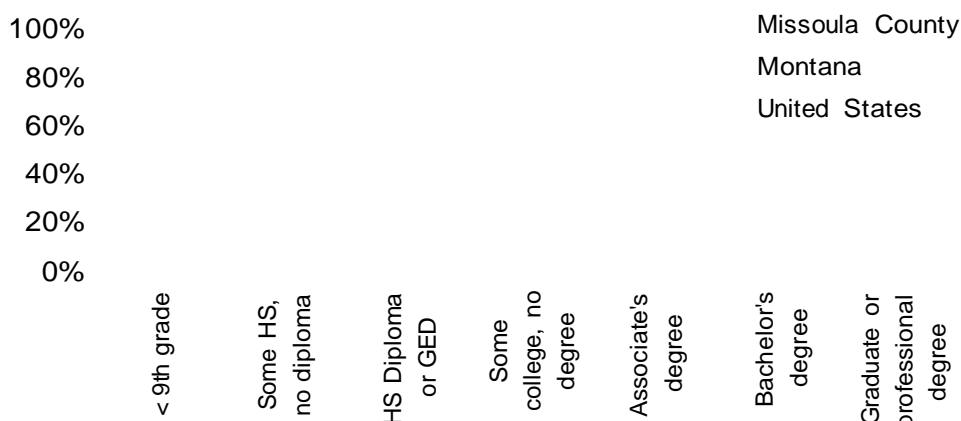 100%
80%
60%
40%
20%
0%
Missoula County
Montana
United States
< 9th grade
Some HS,
no diploma
HS Diploma
or GED
Some
college, no
degree
Associate's
degree
Bachelor's
degree
Graduate or
professional
degree